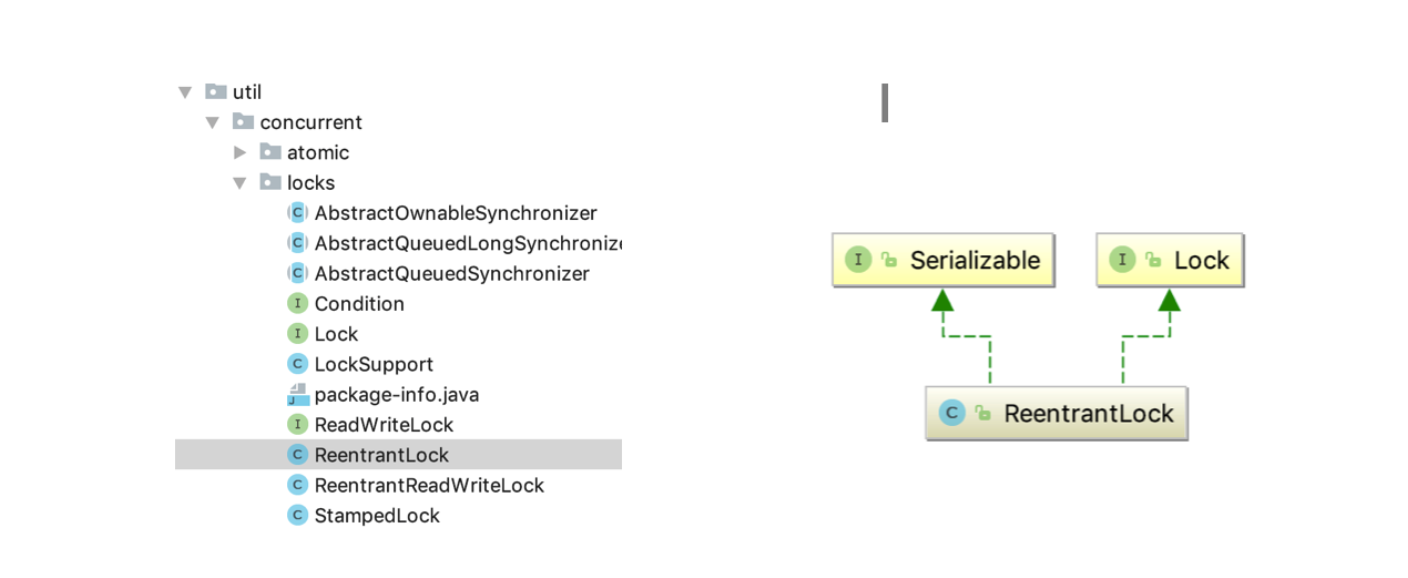 util
concurrent
atomic
locks
AbstractOwnableSynchronizer
AbstractQueuedLongSynchronize
AbstractQueuedSynchronizer
Condition
Lock
LockSupport
package-info.java
ReadWriteLock
ReentrantLock
ReentrantReadWriteLock
StampedLock
Serializable
Lock
ReentrantLock